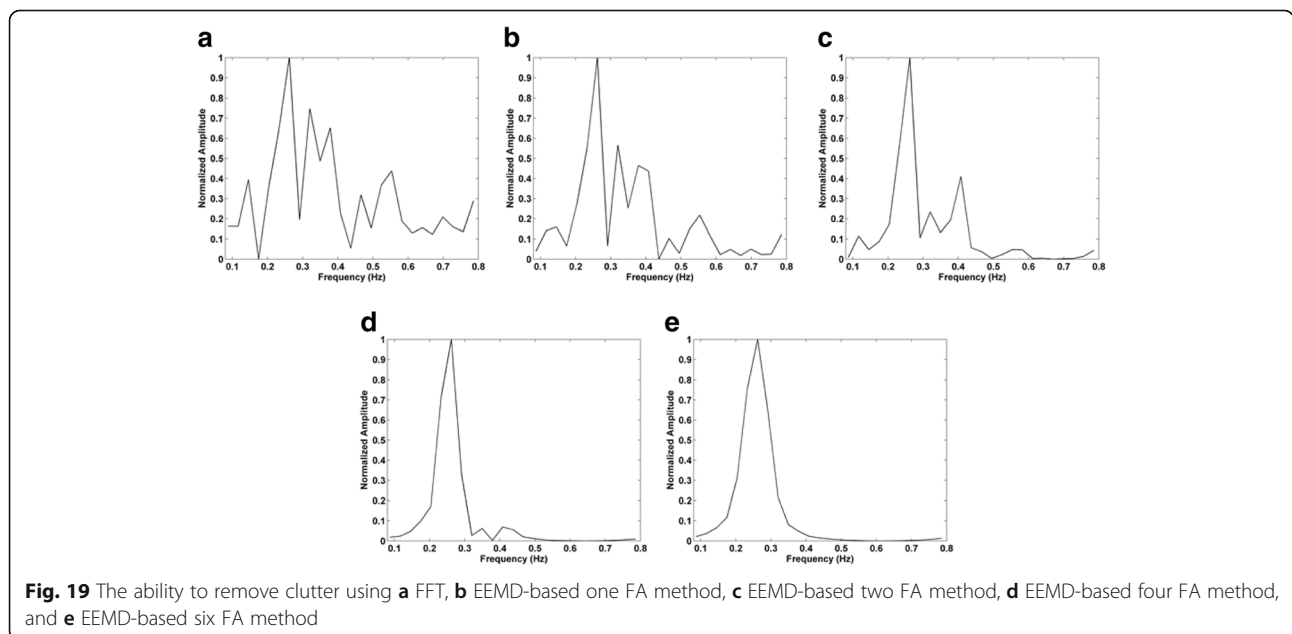 a
1
0.9
0.8
0.7
0.6
0.5
0.4
0.3
0.2
0.1
0
Normalized Amplitude
0.1 0.2 0.3 0.4 0.5 0.6 0.7 0.8
Frequency (Hz)
b
1
0.9
0.8
0.7
0.6
0.5
0.4
0.3
0.2
0.1
0
Normalized Amplitude
0.1 0.2 0.3 0.4 0.5 0.6 0.7 0.8
Frequency (Hz)
c
1
0.9
0.8
0.7
0.6
0.5
0.4
0.3
0.2
0.1
0
Normalized Amplitude
0.1 0.2 0.3 0.4 0.5 0.6 0.7 0.8
Frequency (Hz)
d
1
0.9
0.8
0.7
0.6
0.5
0.4
0.3
0.2
0.1
0
Normalized Amplitude
0.1 0.2 0.3 0.4 0.5 0.6 0.7 0.8
Frequency (Hz)
e
1
0.9
0.8
0.7
0.6
0.5
0.4
0.3
0.2
0.1
0
Normalized Amplitude
0.1 0.2 0.3 0.4 0.5 0.6 0.7 0.8
Frequency (Hz)
Fig. 19 The ability to remove clutter using a FFT, b EEMD-based one FA method, c EEMD-based two FA method, d EEMD-based four FA method,
and e EEMD-based six FA method